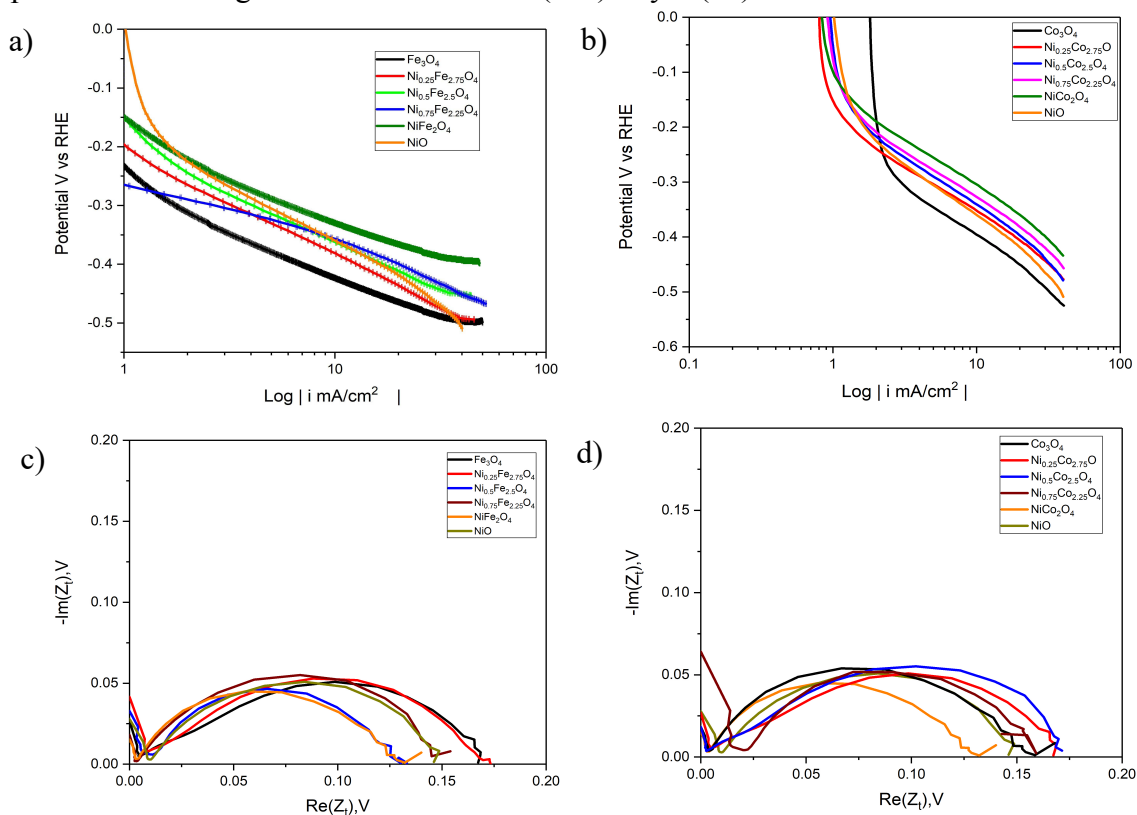 a)
0.0
-0.1
-0.2
-0.3
-0.4
-0.5
Potential V vs RHE
1
10
100
Log | i mA/cm² |
Fe₃O₄
Ni₀.₂₅Fe₂.₇₅O₄
Ni₀.₅Fe₂.₅O₄
Ni₀.₇₅Fe₂.₂₅O₄
NiFe₂O₄
NiO
b)
0.0
-0.1
-0.2
-0.3
-0.4
-0.5
-0.6
Potential V vs RHE
0.1
1
10
Log | i mA/cm² |
Co₃O₄
Ni₀.₂₅Co₂.₇₅O
Ni₀.₅Co₂.₅O₄
Ni₀.₇₅Co₂.₂₅O₄
NiCo₂O₄
NiO
c)
0.20
0.15
0.10
0.05
0.00
-Im(Zₜ),V
0.00
0.05
0.10
0.15
0.20
Re(Zₜ),V
Fe₃O₄
Ni₀.₂₅Fe₂.₇₅O₄
Ni₀.₅Fe₂.₅O₄
Ni₀.₇₅Fe₂.₂₅O₄
NiFe₂O₄
NiO
d)
0.20
0.15
0.10
0.05
0.00
-Im(Zₜ),V
0.00
0.05
0.10
0.15
0.20
Re(Zₜ),V
Co₃O₄
Ni₀.₂₅Co₂.₇₅O
Ni₀.₅Co₂.₅O₄
Ni₀.₇₅Co₂.₂₅O₄
NiCo₂O₄
NiO